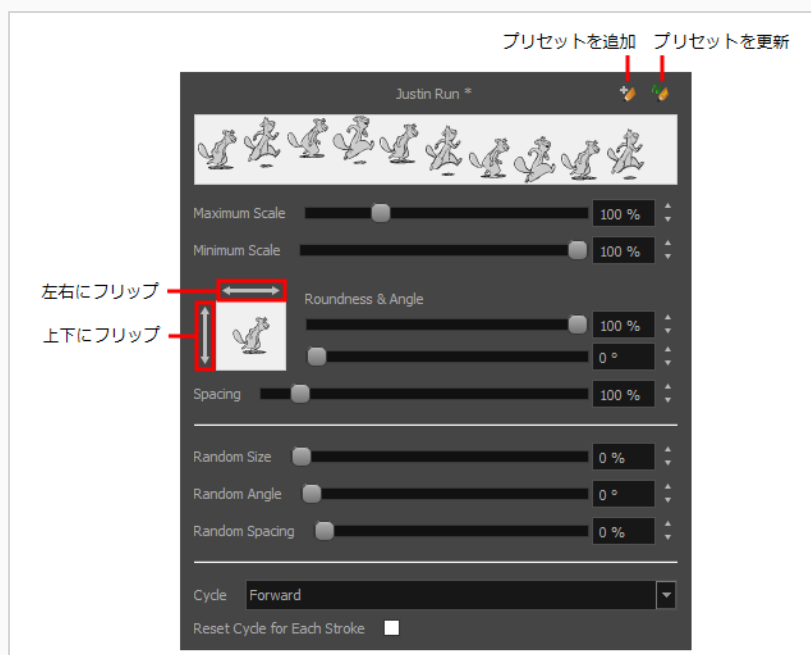 プリセットを追加 プリセットを更新
Justin Run *
Maximum Scale 100 %
Minimum Scale 100 %
左右にフリップ
Roundness & Angle
上下にフリップ
100 %
0 °
Spacing 100 %
Random Size 0 %
Random Angle 0 °
Random Spacing 0 %
Cycle Forward
Reset Cycle for Each Stroke